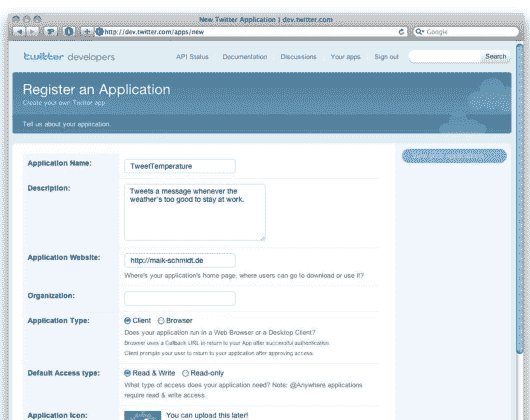 New Twitter Application | dev.twitter.com
http://dev.twitter.com/apps/new
Google
twitter developers
API Status Documentation Discussions Your apps Sign out Search
Register an Application
Create your own Twitter app
Tell us about your application.
View your applications
Application Name: TweetTemperature
Description: Tweets a message whenever the
weather's too good to stay at work.
Application Website: http://maik-schmidt.de
Where's your application's home page, where users can go to download or use it?
Organization:
Application Type: Client Browser
Does your application run in a Web Browser or a Desktop Client?
Browser uses a Callback URL to return to your App after successful authentication.
Client prompts your user to return to your application after approving access.
Default Access type: Read & Write Read-only
What type of access does your application need? Note: @Anywhere applications
require read & write access.
Application Icon: You can upload this later!